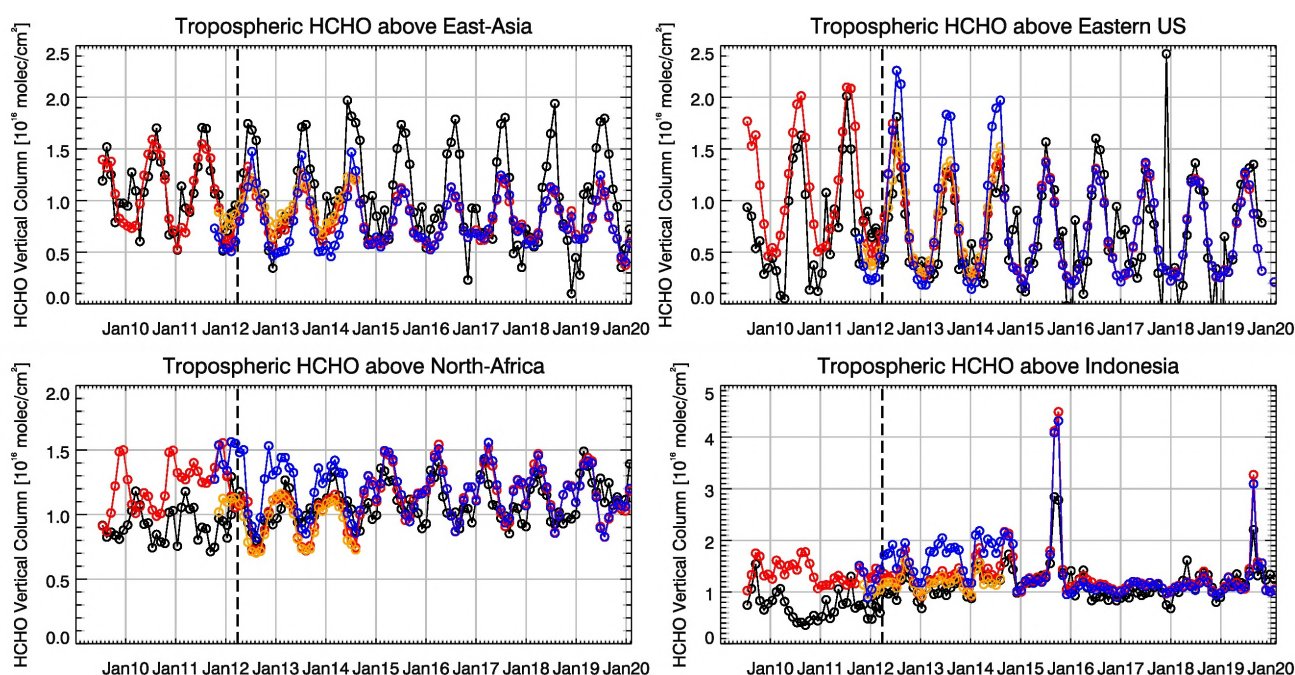 Tropospheric HCHO above East-Asia
HCHO Vertical Column [10¹⁶ molec/cm²]
2.5
2.0
1.5
1.0
0.5
0.0
Jan10 Jan11 Jan12 Jan13 Jan14 Jan15 Jan16 Jan17 Jan18 Jan19 Jan20
Tropospheric HCHO above Eastern US
HCHO Vertical Column [10¹⁶ molec/cm²]
2.5
2.0
1.5
1.0
0.5
0.0
Jan10 Jan11 Jan12 Jan13 Jan14 Jan15 Jan16 Jan17 Jan18 Jan19 Jan20
Tropospheric HCHO above North-Africa
HCHO Vertical Column [10¹⁶ molec/cm²]
2.0
1.5
1.0
0.5
0.0
Jan10 Jan11 Jan12 Jan13 Jan14 Jan15 Jan16 Jan17 Jan18 Jan19 Jan20
Tropospheric HCHO above Indonesia
HCHO Vertical Column [10¹⁶ molec/cm²]
5
4
3
2
1
0
Jan10 Jan11 Jan12 Jan13 Jan14 Jan15 Jan16 Jan17 Jan18 Jan19 Jan20